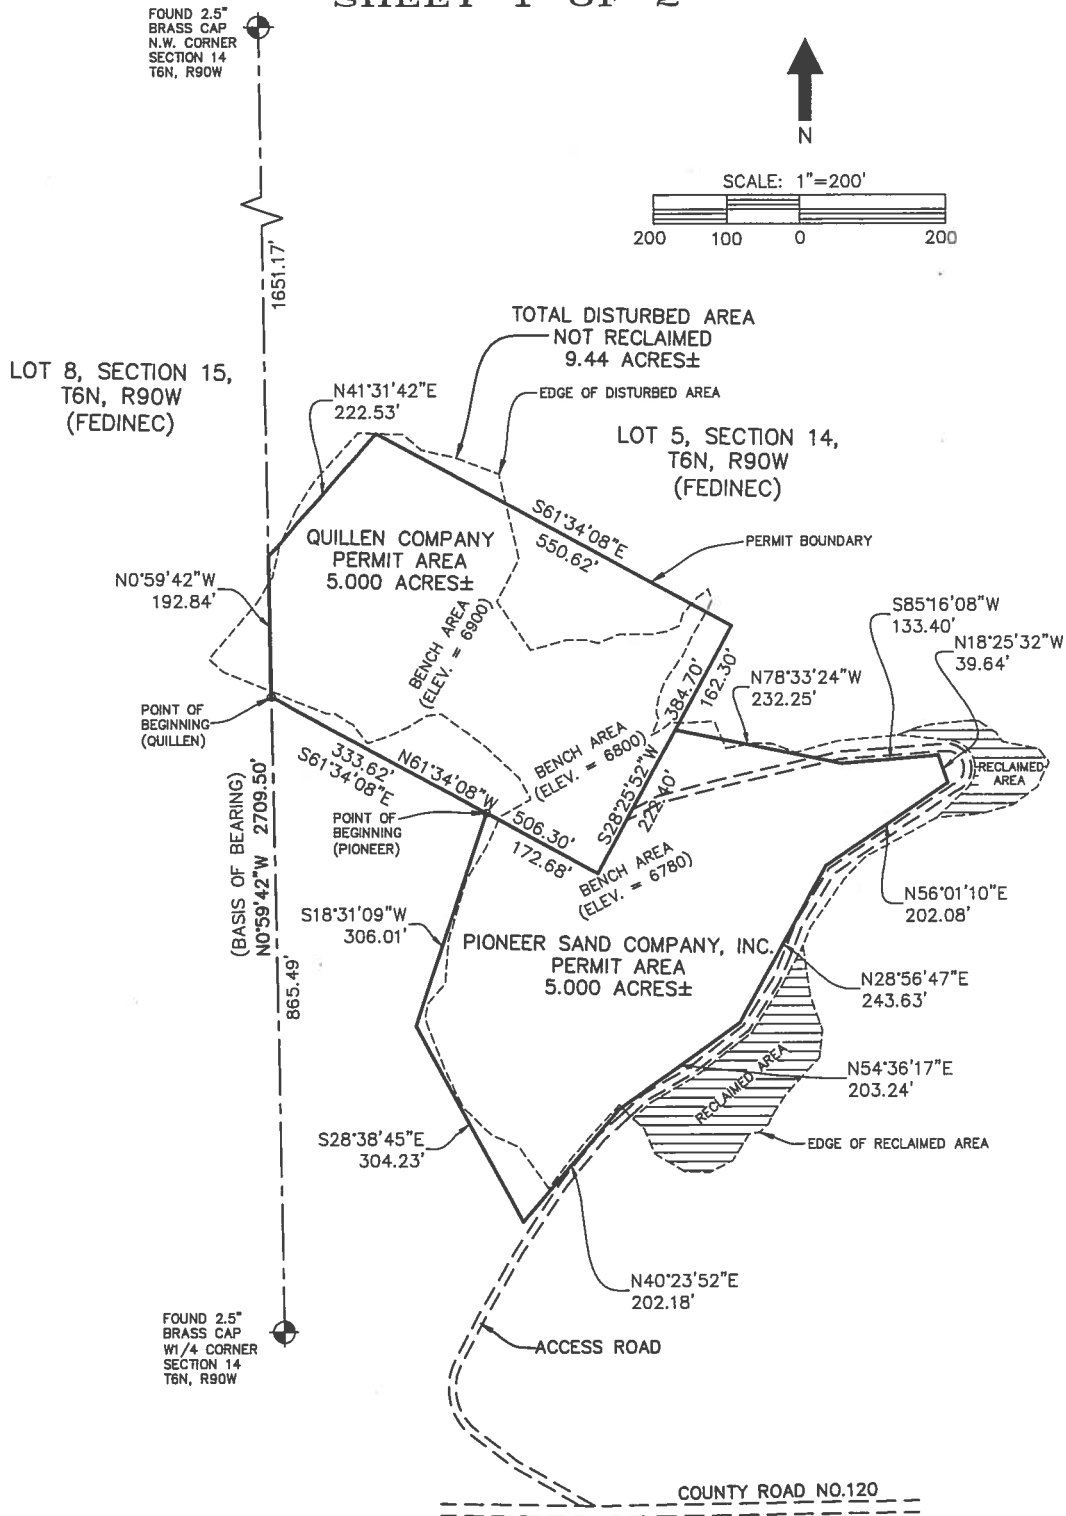 SHEET 1 OF 2
FOUND 2.5"
BRASS CAP
N.W. CORNER
SECTION 14
T6N, R90W
N
SCALE: 1"=200'
200 100 0 200
1651.17'
TOTAL DISTURBED AREA
NOT RECLAIMED
9.44 ACRES±
LOT 8, SECTION 15,
T6N, R90W
(FEDINEC)
N41°31'42"E
222.53'
EDGE OF DISTURBED AREA
LOT 5, SECTION 14,
T6N, R90W
(FEDINEC)
S61°34'08"E
550.62'
QUILLEN COMPANY
PERMIT AREA
5.000 ACRES±
PERMIT BOUNDARY
N0°59'42"W
192.84'
BENCH AREA
(ELEV. = 6900)
S85°16'08"W
133.40'
N18°25'32"W
39.64'
N78°33'24"W
232.25'
384.70'
162.30'
S28°25'52"W
222.40'
POINT OF
BEGINNING
(QUILLEN)
BENCH AREA
(ELEV. = 6800)
RECLAIMED
AREA
333.62'
S61°34'08"E
N61°34'08"W
506.30'
172.68'
POINT OF
BEGINNING
(PIONEER)
BENCH AREA
(ELEV. = 6780)
(BASIS OF BEARING)
N0°59'42"W 2709.50'
N56°01'10"E
202.08'
S18°31'09"W
306.01'
PIONEER SAND COMPANY, INC.
PERMIT AREA
5.000 ACRES±
865.49'
N28°56'47"E
243.63'
RECLAIMED AREA
N54°36'17"E
203.24'
S28°38'45"E
304.23'
EDGE OF RECLAIMED AREA
N40°23'52"E
202.18'
FOUND 2.5"
BRASS CAP
W1/4 CORNER
SECTION 14
T6N, R90W
ACCESS ROAD
COUNTY ROAD NO.120